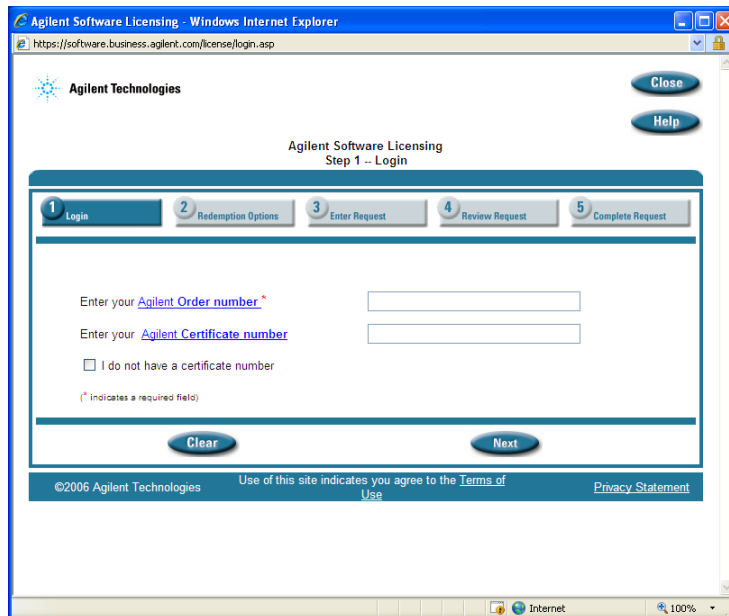 Agilent Software Licensing - Windows Internet Explorer
https://software.business.agilent.com/license/login.asp
Agilent Technologies
Close
Help
Agilent Software Licensing
Step 1 -- Login
1 Login
2 Redemption Options
3 Enter Request
4 Review Request
5 Complete Request
Enter your Agilent Order number *
Enter your Agilent Certificate number
I do not have a certificate number
(* indicates a required field)
Clear
Next
©2006 Agilent Technologies
Use of this site indicates you agree to the Terms of
Use
Privacy Statement
Internet
100%